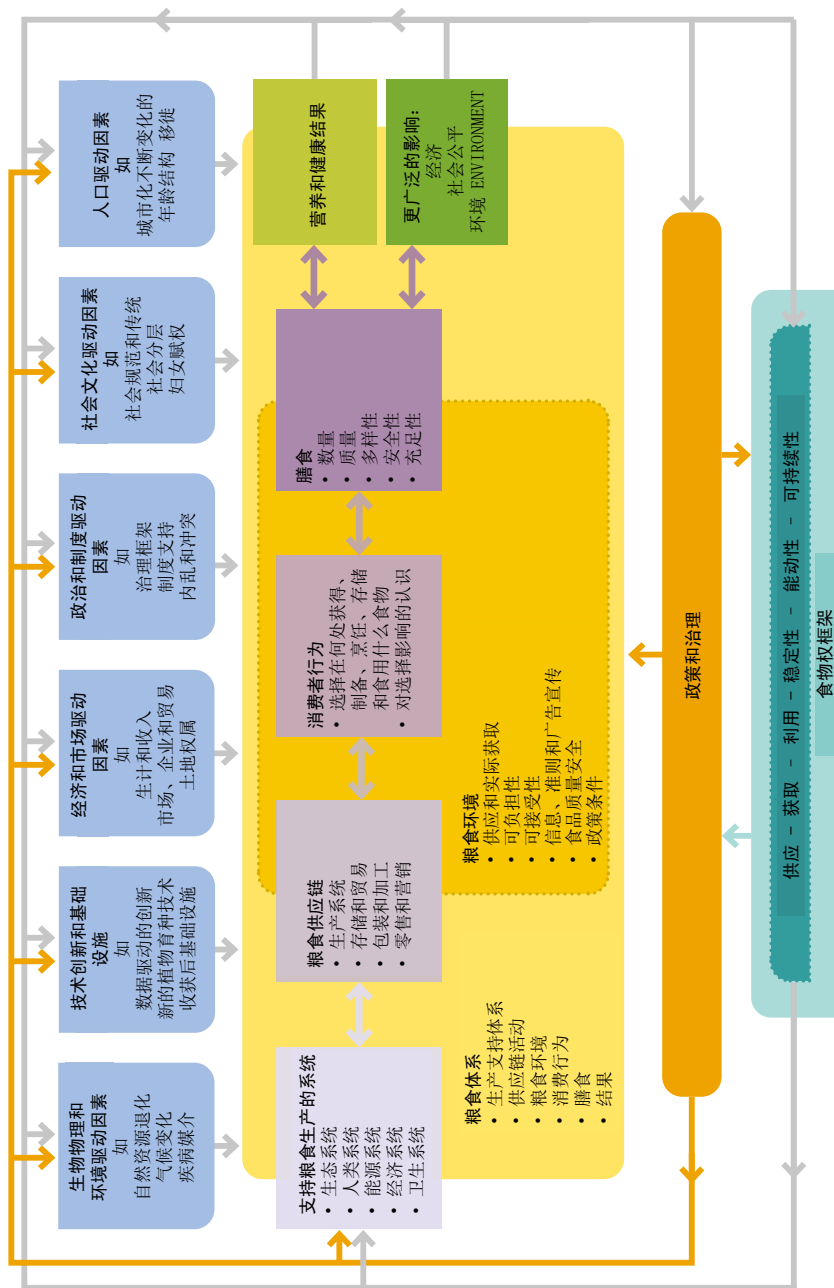 生物物理和
环境驱动因素
如
自然资源退化
气候变化
疾病媒介
技术创新和基础
设施
如
数据驱动的创新
新的植物育种技术
收获后基础设施
经济和市场驱动
因素
如
生计和收入
市场、企业和贸易
土地权属
政治和制度驱动
因素
如
治理框架
制度支持
内乱和冲突
社会文化驱动因素
如
社会规范和传统
社会分层
妇女赋权
人口驱动因素
如
城市化不断变化的
年龄结构 移徙
支持粮食生产的系统
• 生态系统
• 人类系统
• 能源系统
• 经济系统
• 卫生系统
粮食供应链
• 生产系统
• 存储和贸易
• 包装和加工
• 零售和营销
消费者行为
• 选择在何处获得、
制备、烹饪、存储
和食用什么食物
• 对选择影响的认识
膳食
• 数量
• 质量
• 多样性
• 安全性
• 充足性
营养和健康结果
更广泛的影响：
经济
社会公平
环境 ENVIRONMENT
粮食体系
• 生产支持体系
• 供应链活动
• 粮食环境
• 消费行为
• 膳食
• 结果
粮食环境
• 供应和实际获取
• 可负担性
• 可接受性
• 信息、准则和广告宣传
• 食品质量安全
• 政策条件
政策和治理
供应 – 获取 – 利用 – 稳定性 – 能动性 – 可持续性
食物权框架